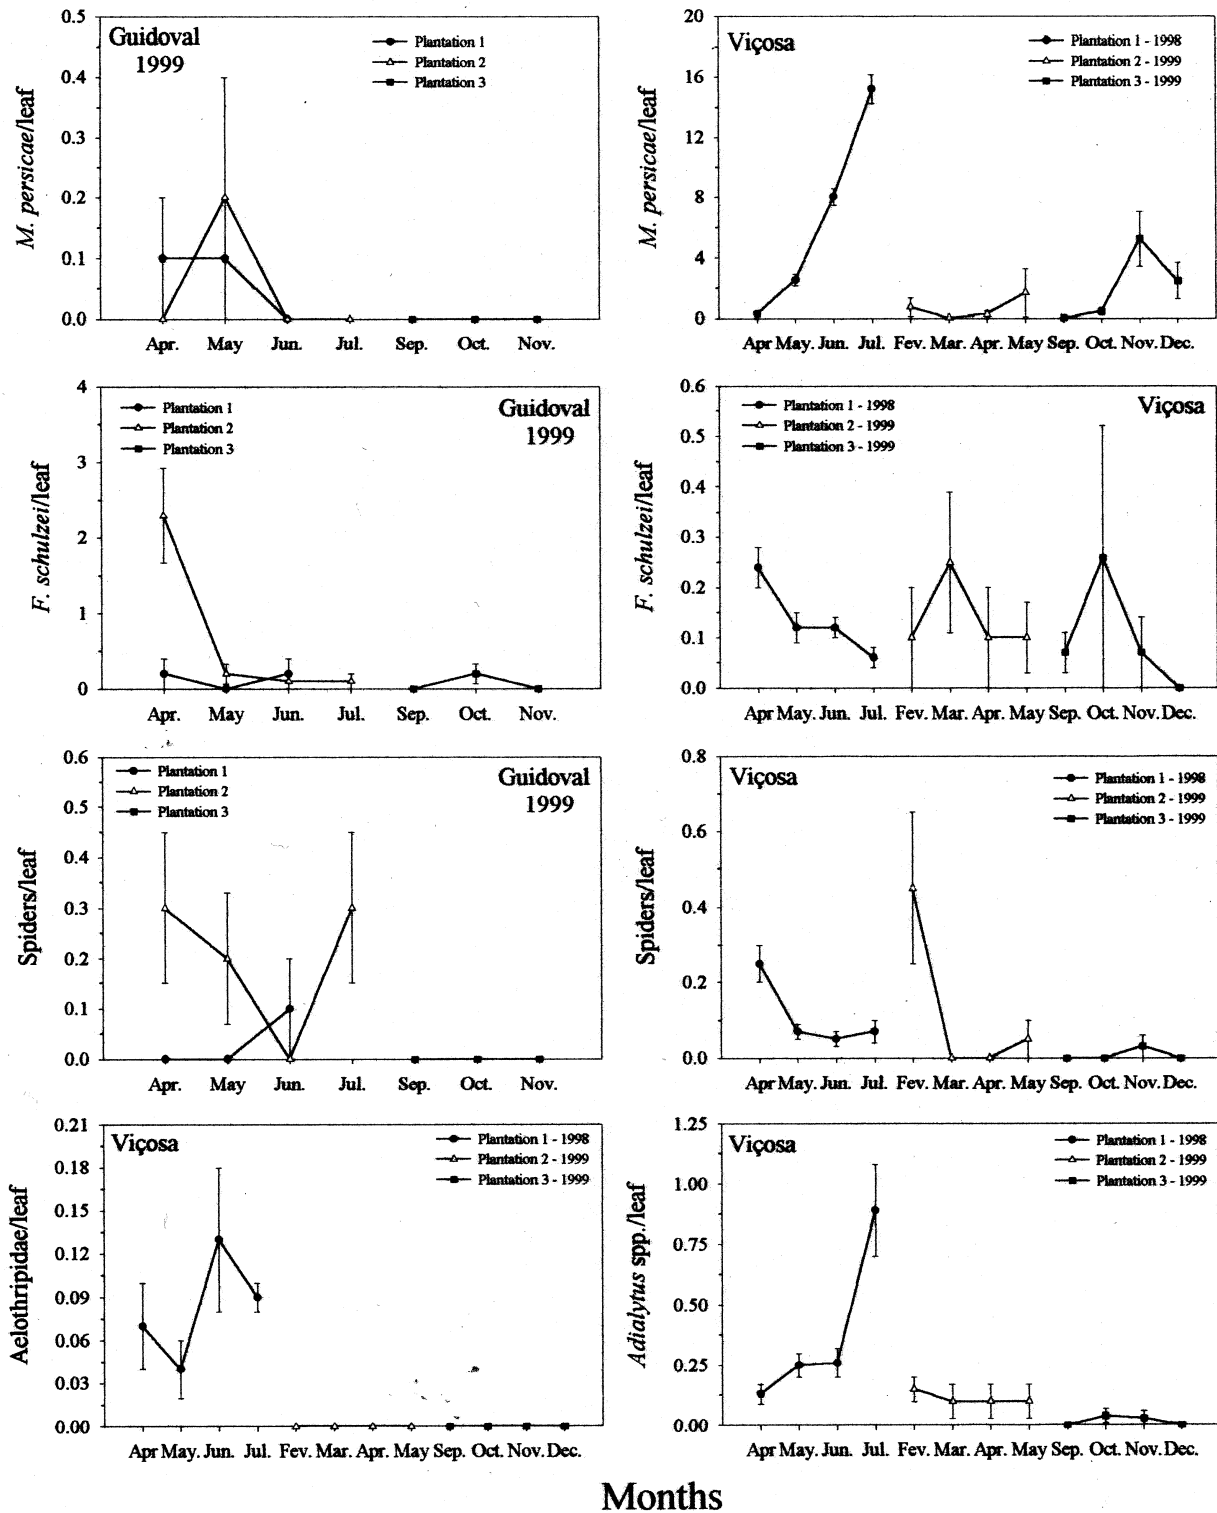 M. persicae/leaf
0.5
0.4
0.3
0.2
0.1
0.0
Guidoval
1999
Plantation 1
Plantation 2
Plantation 3
Apr. May Jun. Jul. Sep. Oct. Nov.
M. persicae/leaf
20
16
12
8
4
0
Viçosa
Plantation 1 - 1998
Plantation 2 - 1999
Plantation 3 - 1999
Apr May. Jun. Jul. Fev. Mar. Apr. May Sep. Oct. Nov. Dec.
F. schulzei/leaf
4
3
2
1
0
Plantation 1
Plantation 2
Plantation 3
Guidoval
1999
Apr. May Jun. Jul. Sep. Oct. Nov.
F. schulzei/leaf
0.6
0.5
0.4
0.3
0.2
0.1
0.0
Plantation 1 - 1998
Plantation 2 - 1999
Plantation 3 - 1999
Viçosa
Apr May. Jun. Jul. Fev. Mar. Apr. May Sep. Oct. Nov. Dec.
Spiders/leaf
0.6
0.5
0.4
0.3
0.2
0.1
0.0
Plantation 1
Plantation 2
Plantation 3
Guidoval
1999
Apr. May Jun. Jul. Sep. Oct. Nov.
Spiders/leaf
0.8
0.6
0.4
0.2
0.0
Viçosa
Plantation 1 - 1998
Plantation 2 - 1999
Plantation 3 - 1999
Apr May. Jun. Jul. Fev. Mar. Apr. May Sep. Oct. Nov. Dec.
Aelothripidae/leaf
0.21
0.18
0.15
0.12
0.09
0.06
0.03
0.00
Viçosa
Plantation 1 - 1998
Plantation 2 - 1999
Plantation 3 - 1999
Apr May. Jun. Jul. Fev. Mar. Apr. May Sep. Oct. Nov. Dec.
Adialytus spp./leaf
1.25
1.00
0.75
0.50
0.25
0.00
Viçosa
Plantation 1 - 1998
Plantation 2 - 1999
Plantation 3 - 1999
Apr May. Jun. Jul. Fev. Mar. Apr. May Sep. Oct. Nov. Dec.
Months